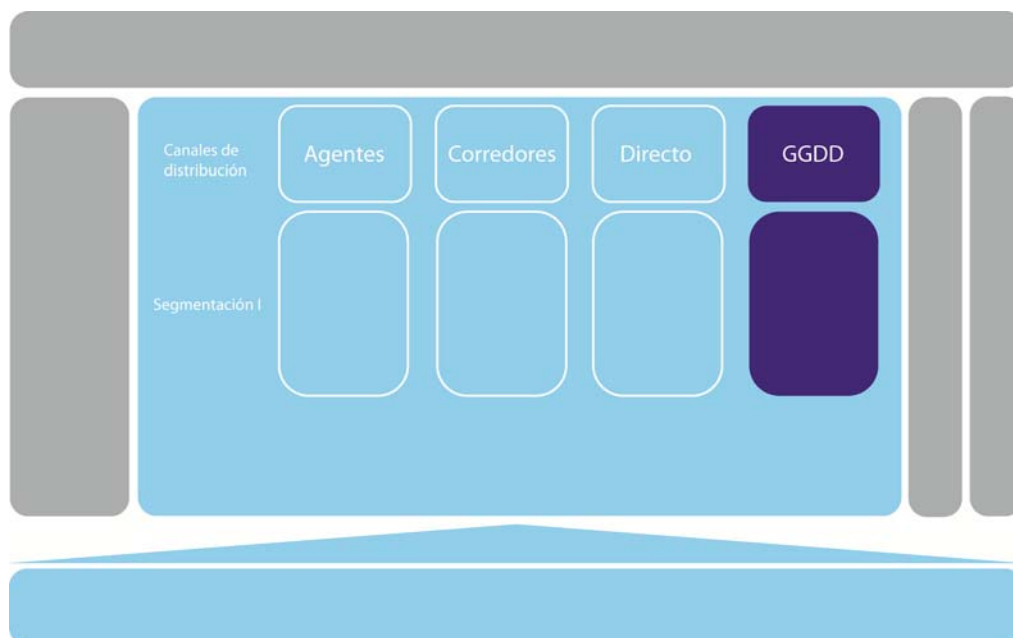 Canales de
distribución
Agentes
Corredores
Directo
GGDD
Segmentación I